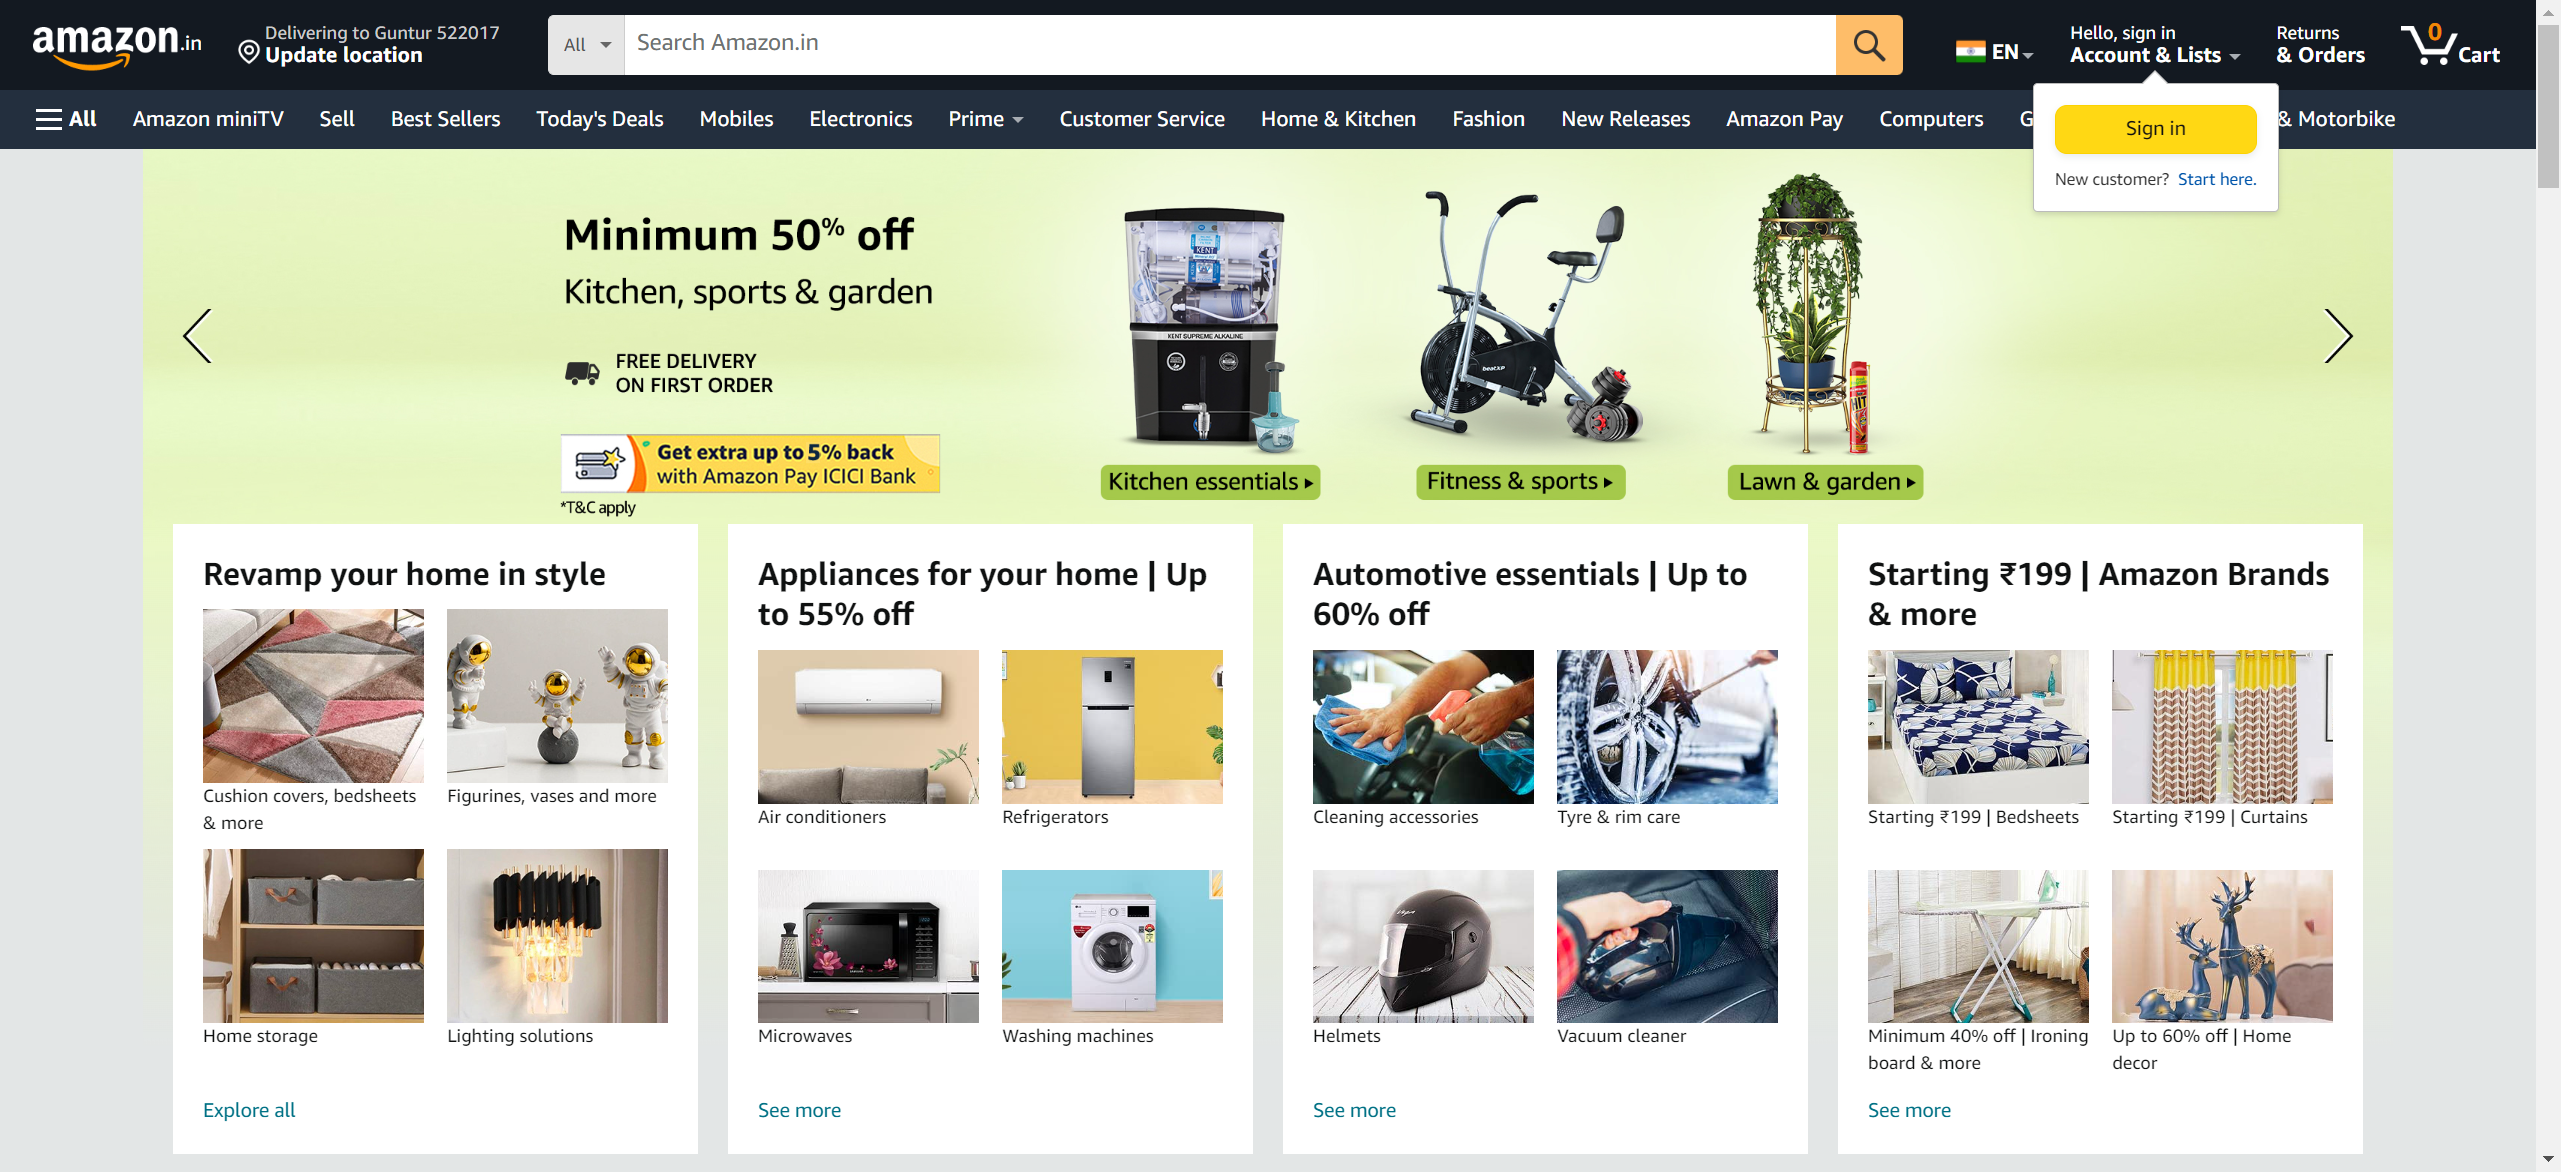 amazon.in
Delivering to Guntur 522017
Update location
All
Search Amazon.in
EN
Hello, sign in
Account & Lists
Returns
& Orders
0
Cart
All
Amazon miniTV
Sell
Best Sellers
Today's Deals
Mobiles
Electronics
Prime
Customer Service
Home & Kitchen
Fashion
New Releases
Amazon Pay
Computers
G
& Motorbike
Sign in
New customer? Start here.
Minimum 50% off
Kitchen, sports & garden
FREE DELIVERY
ON FIRST ORDER
Get extra up to 5% back
with Amazon Pay ICICI Bank
*T&C apply
KENT
KENT SUPREME ALKALINE
beatXP
HIT
Kitchen essentials
Fitness & sports
Lawn & garden
Revamp your home in style
Cushion covers, bedsheets
& more
Figurines, vases and more
Home storage
Lighting solutions
Explore all
Appliances for your home | Up
to 55% off
Air conditioners
Refrigerators
Microwaves
Washing machines
See more
Automotive essentials | Up to
60% off
Cleaning accessories
Tyre & rim care
Helmets
Vacuum cleaner
See more
Starting ₹199 | Amazon Brands
& more
Starting ₹199 | Bedsheets
Starting ₹199 | Curtains
Minimum 40% off | Ironing
board & more
Up to 60% off | Home
decor
See more